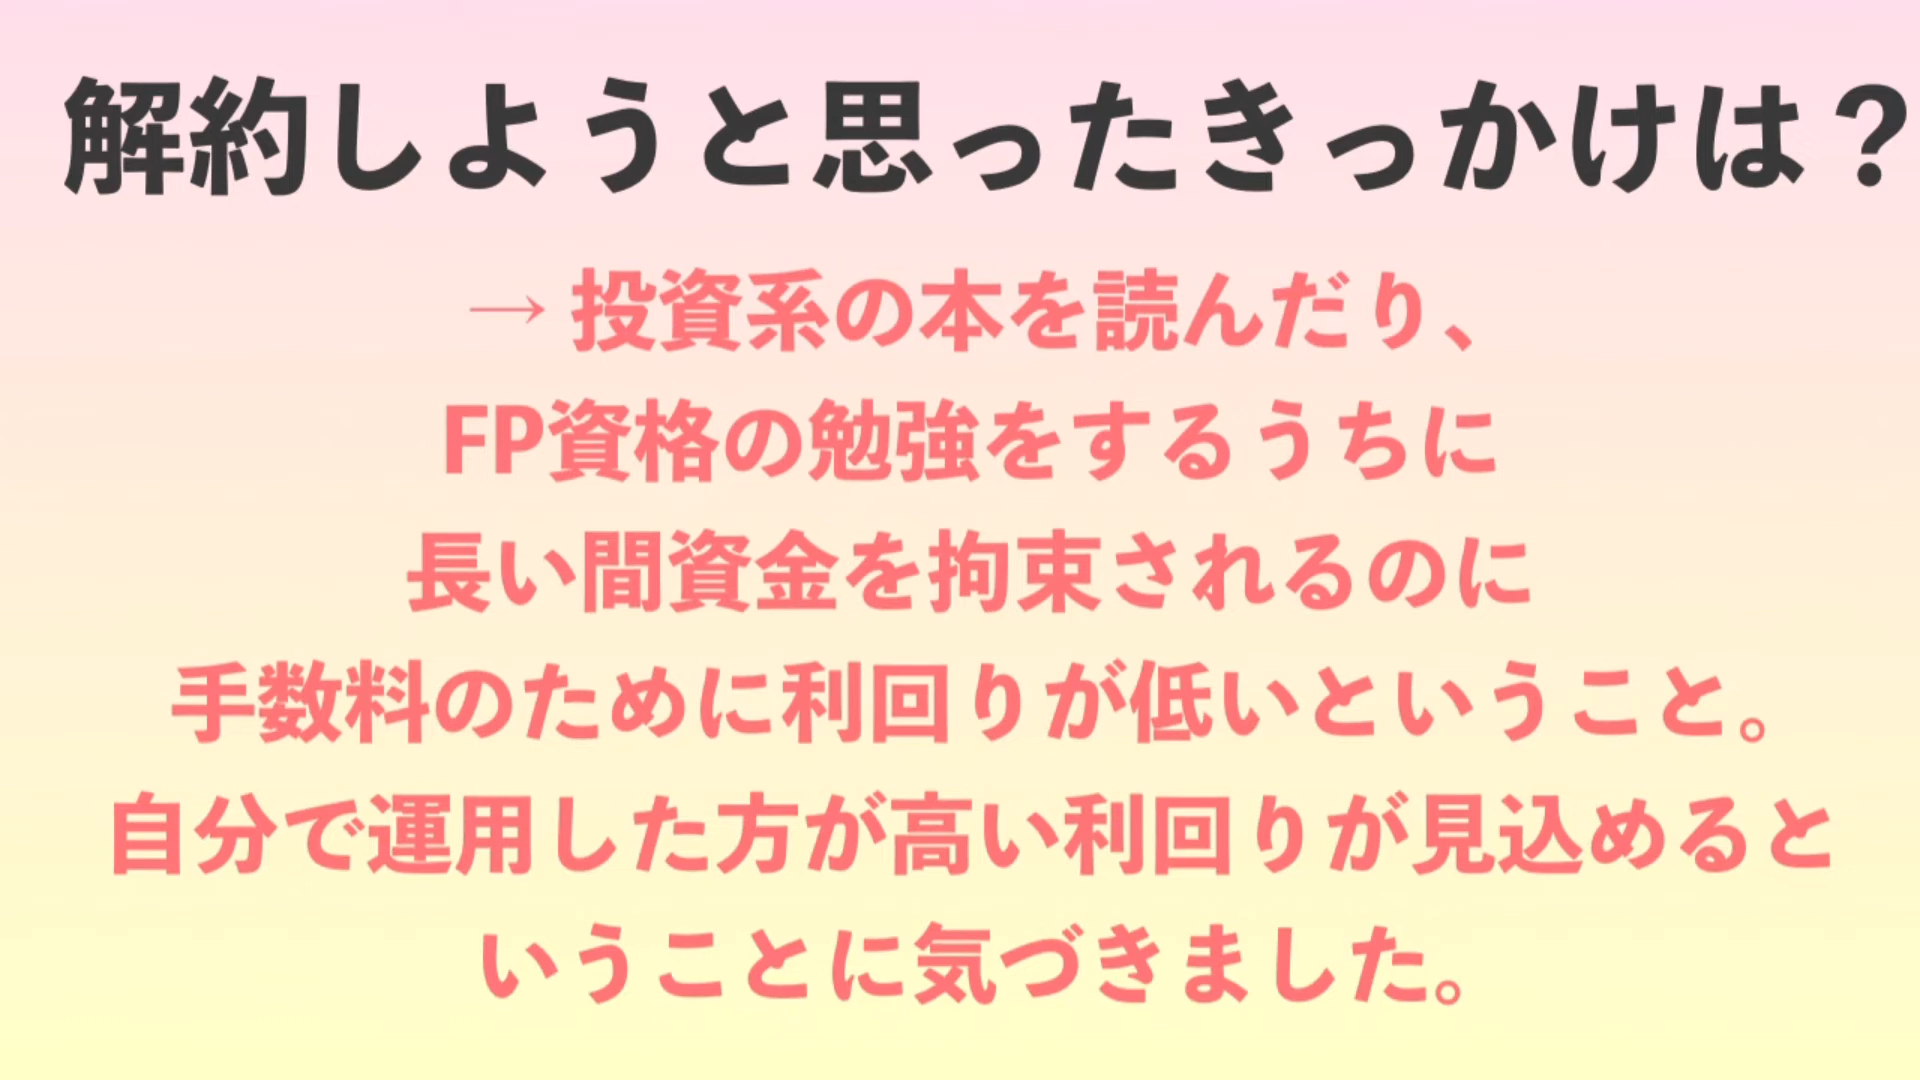 解約しようと思ったきっかけは？
→ 投資系の本を読んだり、
FP資格の勉強をするうちに
長い間資金を拘束されるのに
手数料のために利回りが低いということ。
自分で運用した方が高い利回りが見込めると
いうことに気づきました。